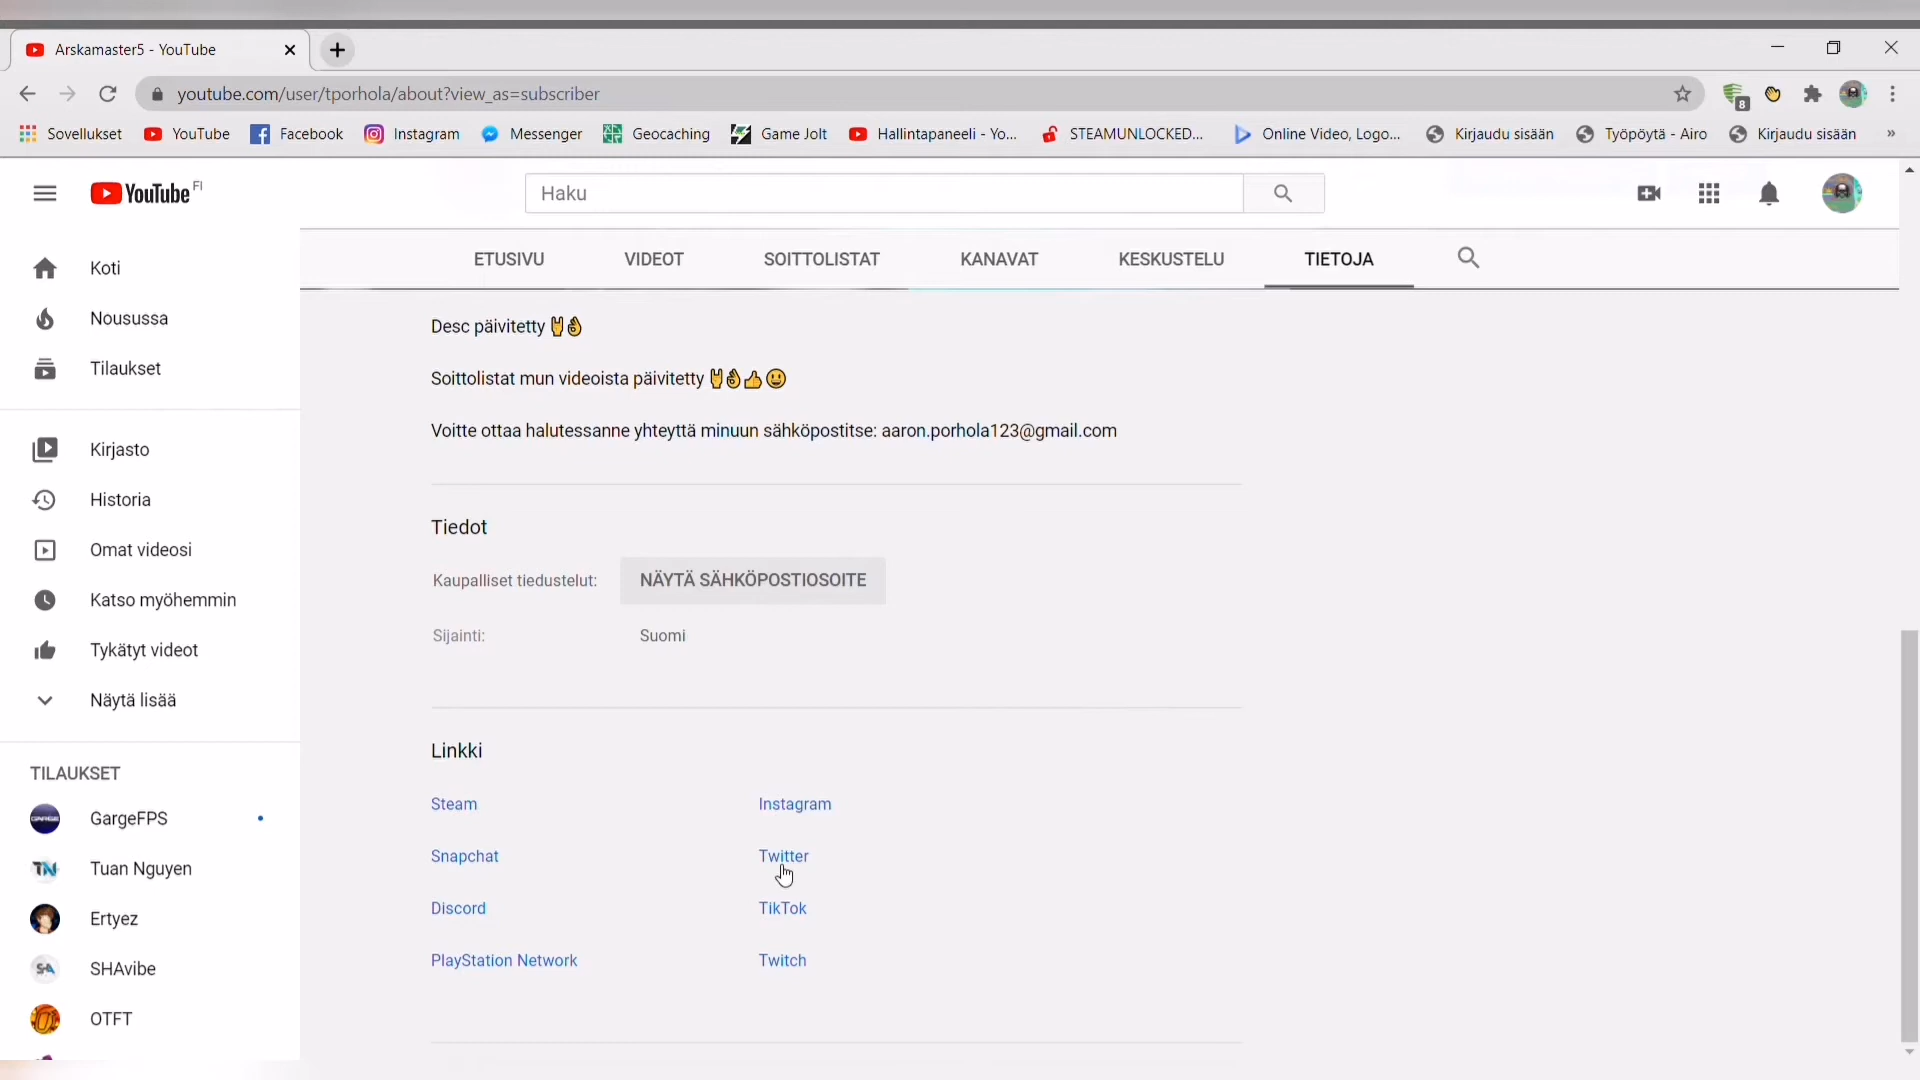 Arskamaster5 - YouTube
youtube.com/user/tporhola/about?view_as=subscriber
8
Sovellukset YouTube Facebook Instagram Messenger Geocaching Game Jolt Hallintapaneeli - Yo... STEAMUNLOCKED... Online Video, Logo... Kirjaudu sisään Työpöytä - Airo Kirjaudu sisään »
YouTube FI
Haku
ETUSIVU VIDEOT SOITTOLISTAT KANAVAT KESKUSTELU TIETOJA
Koti
Nousussa
Tilaukset
Kirjasto
Historia
Omat videosi
Katso myöhemmin
Tykätyt videot
Näytä lisää
TILAUKSET
GargeFPS
Tuan Nguyen
Ertyez
SHAvibe
OTFT
Desc päivitetty 🤘👌
Soittolistat mun videoista päivitetty 🤘👌👍😃
Voitte ottaa halutessanne yhteyttä minuun sähköpostitse: aaron.porhola123@gmail.com
Tiedot
Kaupalliset tiedustelut: NÄYTÄ SÄHKÖPOSTIOSOITE
Sijainti: Suomi
Linkki
Steam Instagram
Snapchat Twitter
Discord TikTok
PlayStation Network Twitch